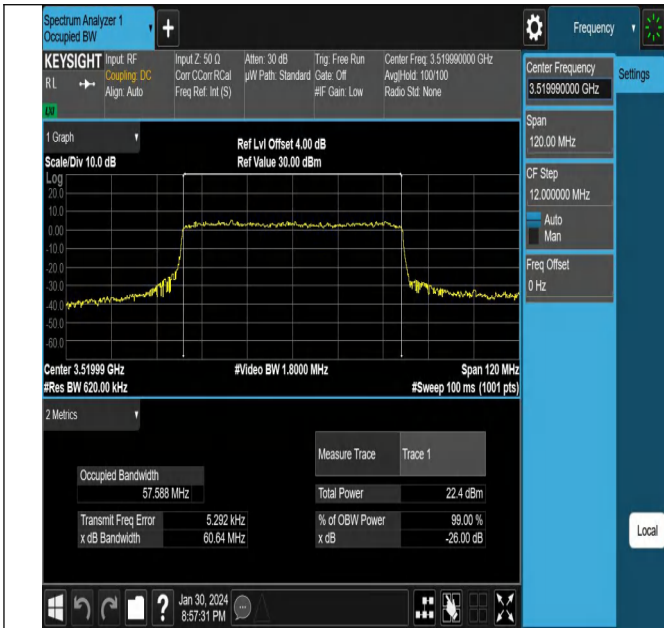 Spectrum Analyzer 1
Occupied BW
Frequency
KEYSIGHT
RL
LXI
Input: RF
Coupling: DC
Align: Auto
Input Z: 50 Ω
Corr CCorr RCal
Freq Ref: Int (S)
Atten: 30 dB
µW Path: Standard
Trig: Free Run
Gate: Off
#IF Gain: Low
Center Freq: 3.519990000 GHz
Avg|Hold: 100/100
Radio Std: None
Center Frequency
3.519990000 GHz
Settings
Span
120.00 MHz
CF Step
12.000000 MHz
Auto
Man
Freq Offset
0 Hz
1 Graph
Scale/Div 10.0 dB
Ref Lvl Offset 4.00 dB
Ref Value 30.00 dBm
Log
20.0
10.0
0.00
-10.0
-20.0
-30.0
-40.0
-50.0
-60.0
Center 3.51999 GHz
#Video BW 1.8000 MHz
Span 120 MHz
#Res BW 620.00 kHz
#Sweep 100 ms (1001 pts)
2 Metrics
Measure Trace Trace 1
Occupied Bandwidth
57.588 MHz
Total Power 22.4 dBm
Transmit Freq Error 5.292 kHz
% of OBW Power 99.00 %
x dB Bandwidth 60.64 MHz
x dB -26.00 dB
Local
?
Jan 30, 2024
8:57:31 PM